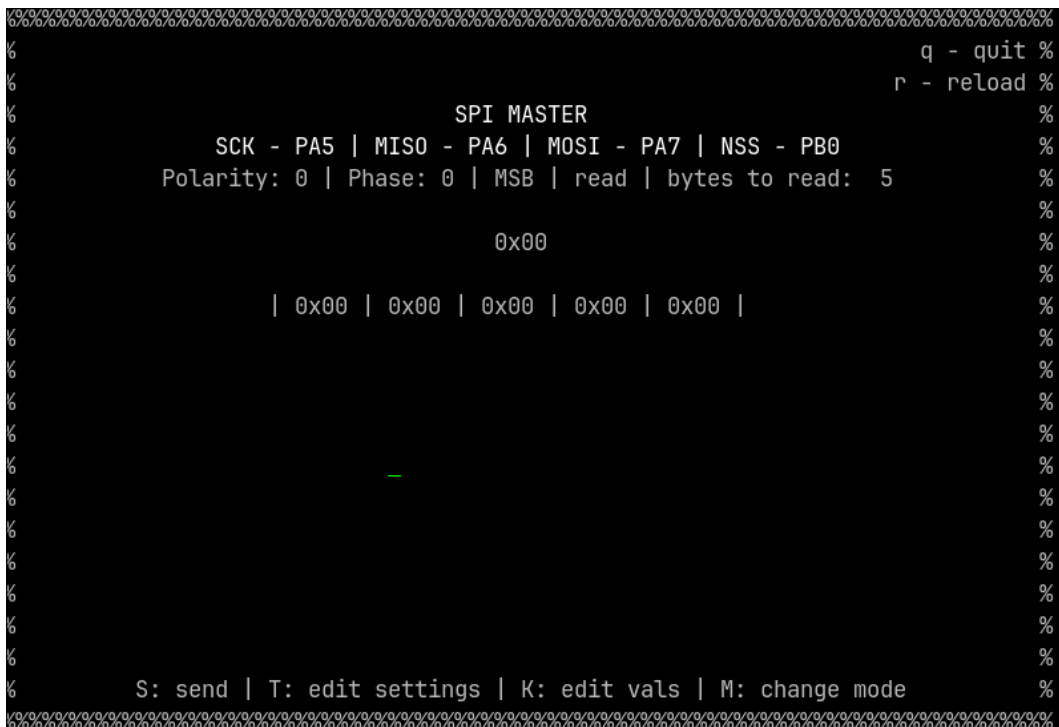 %%%%%%%%%%%%%%%%%%%%%%%%%%%%%%%%%%%%%%%%%%%%%%%%%%%%%%%%%%%%%%%%%%%%%%%%%%%%%%%%
% q - quit %
% r - reload %
% SPI MASTER %
% SCK - PA5 | MISO - PA6 | MOSI - PA7 | NSS - PB0 %
% Polarity: 0 | Phase: 0 | MSB | read | bytes to read:  5 %
% %
% 0x00 %
% %
% | 0x00 | 0x00 | 0x00 | 0x00 | 0x00 | %
% %
% %
% %
% %
% _ %
% %
% %
% %
% %
% %
% %
% S: send | T: edit settings | K: edit vals | M: change mode %
%%%%%%%%%%%%%%%%%%%%%%%%%%%%%%%%%%%%%%%%%%%%%%%%%%%%%%%%%%%%%%%%%%%%%%%%%%%%%%%%